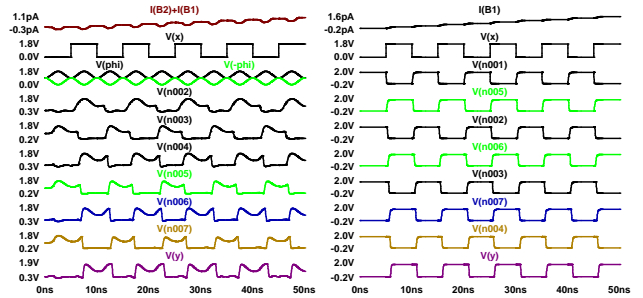 I(B2)+I(B1)
1.1pA
-0.3pA
V(x)
1.8V
0.0V
V(phi) V(-phi)
1.8V
0.0V
V(n002)
1.8V
0.3V
V(n003)
1.8V
0.2V
V(n004)
1.8V
0.3V
V(n005)
1.8V
0.2V
V(n006)
1.8V
0.3V
V(n007)
1.8V
0.2V
V(y)
1.9V
0.3V
0ns 10ns 20ns 30ns 40ns 50ns
I(B1)
1.6pA
-0.2pA
V(x)
1.8V
0.0V
V(n001)
2.0V
-0.2V
V(n005)
2.0V
-0.2V
V(n002)
2.0V
-0.2V
V(n006)
2.0V
-0.2V
V(n003)
2.0V
-0.2V
V(n007)
2.0V
-0.2V
V(n004)
2.0V
-0.2V
V(y)
2.0V
-0.2V
0ns 10ns 20ns 30ns 40ns 50ns